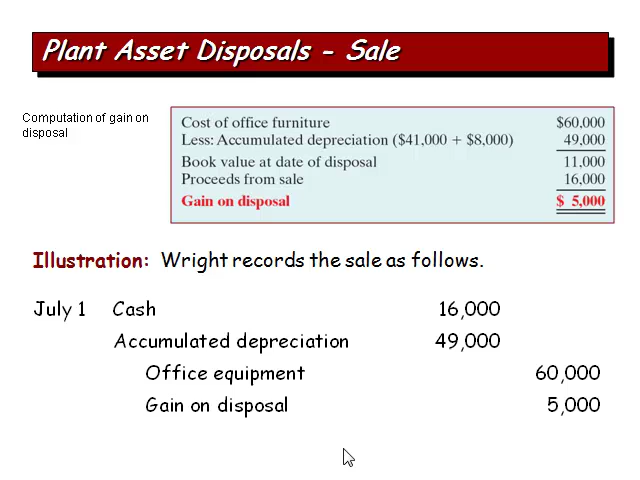 Plant Asset Disposals - Sale
Computation of gain on
disposal
Cost of office furniture $60,000
Less: Accumulated depreciation ($41,000 + $8,000) 49,000
Book value at date of disposal 11,000
Proceeds from sale 16,000
Gain on disposal $ 5,000
Illustration: Wright records the sale as follows.
July 1 Cash 16,000
Accumulated depreciation 49,000
Office equipment 60,000
Gain on disposal 5,000